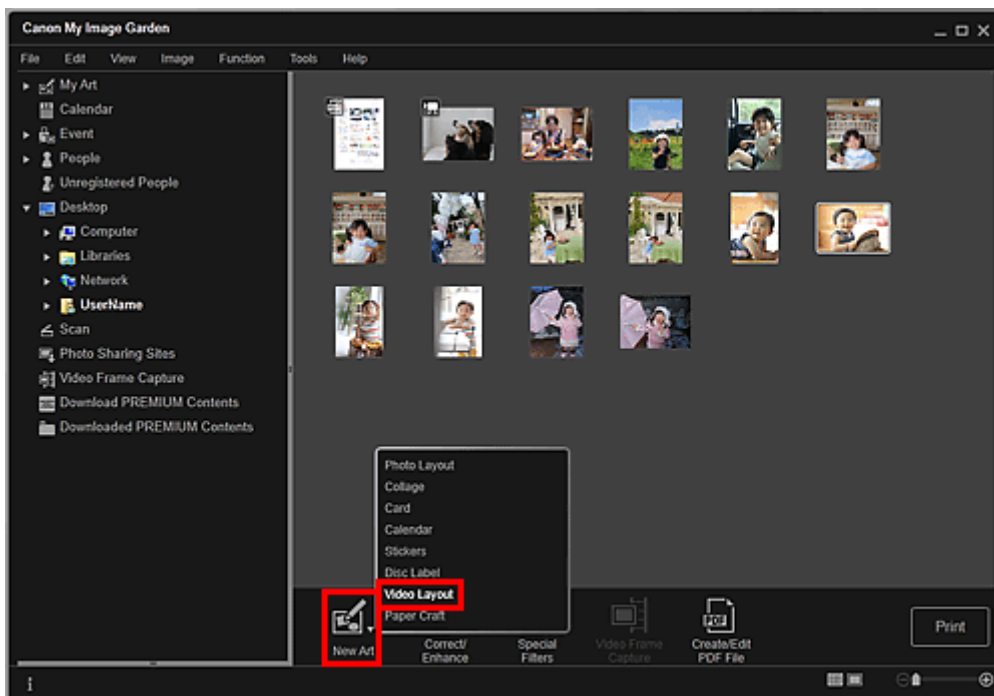 Canon My Image Garden
File Edit View Image Function Tools Help
My Art
Calendar
Event
People
Unregistered People
Desktop
Computer
Libraries
Network
UserName
Scan
Photo Sharing Sites
Video Frame Capture
Download PREMIUM Contents
Downloaded PREMIUM Contents
Photo Layout
Collage
Card
Calendar
Stickers
Disc Label
Video Layout
Paper Craft
New Art
Correct/
Enhance
Special
Filters
Video Frame
Capture
PDF
Create/Edit
PDF File
Print